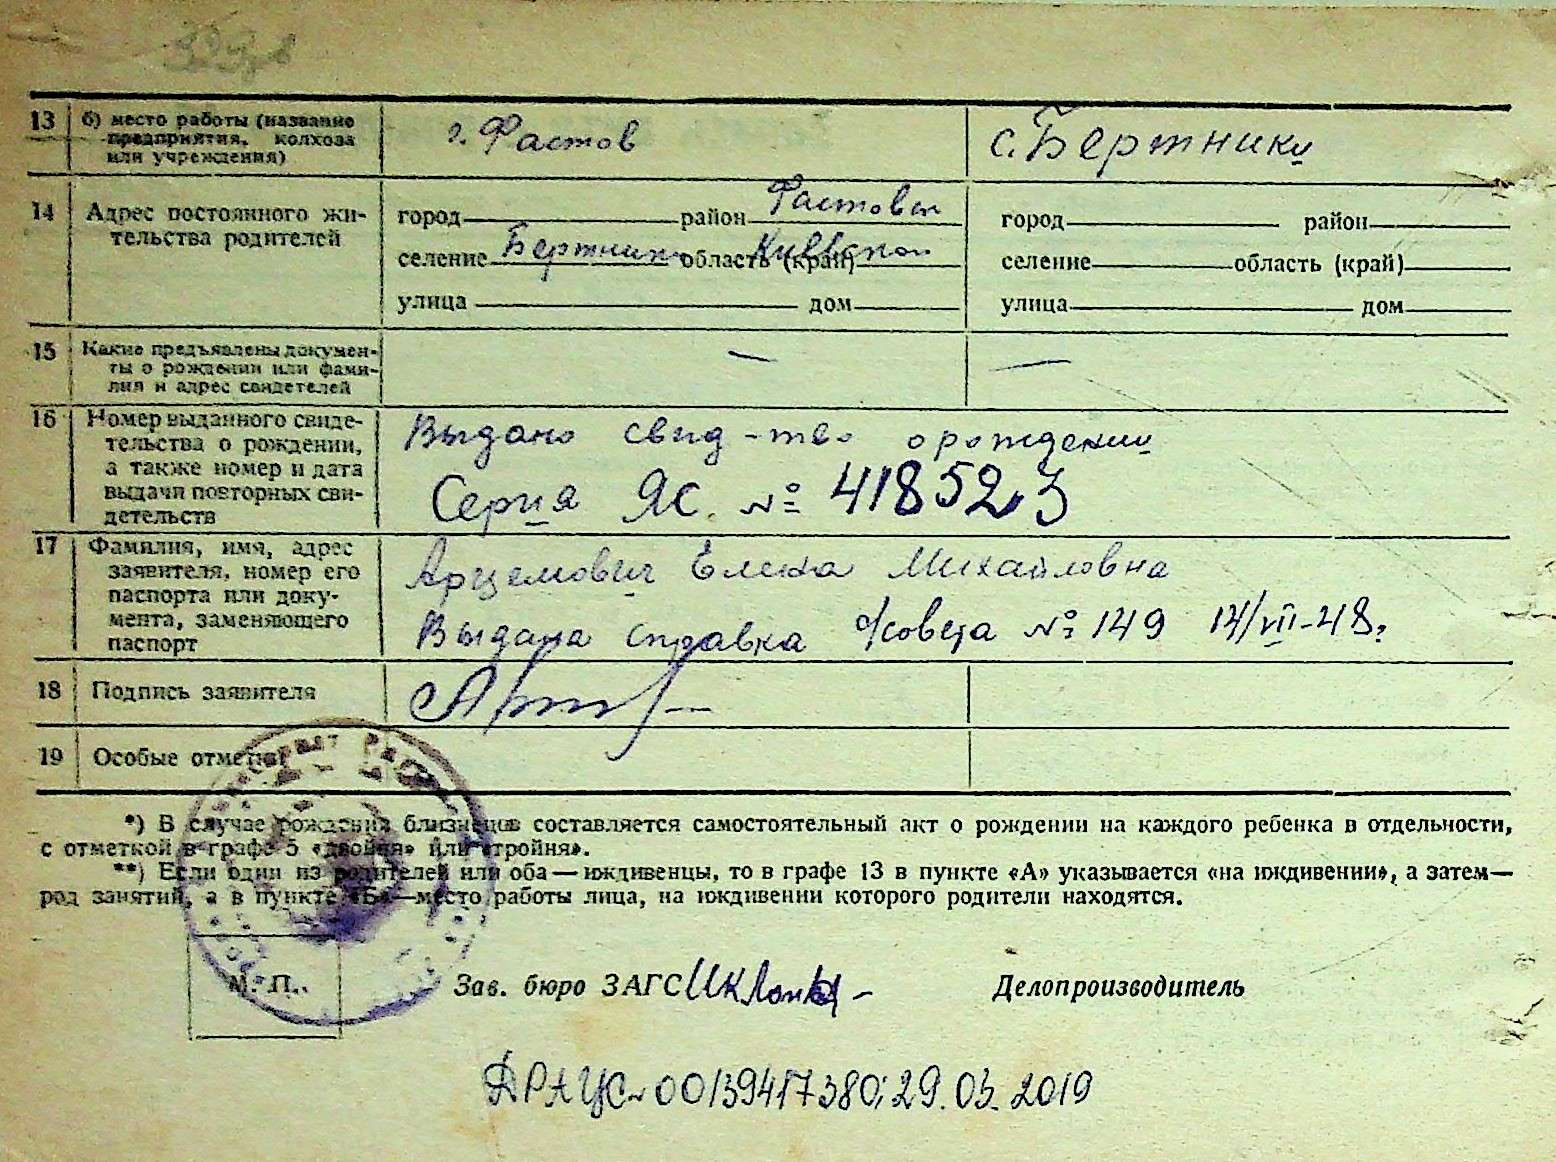 13 б) место работы (название предприятия, колхоза или учреждения) г. Фастов с. Бертники
14 Адрес постоянного жительства родителей
город район Фастовск город район
селение Бертники область (край) Киевской селение область (край)
улица дом улица дом
15 Какие предъявлены документы о рождении или фамилия и адрес свидетелей — —
16 Номер выданного свидетельства о рождении, а также номер и дата выдачи повторных свидетельств
Выдано свид-тво о рождении
Серия ЯС. № 418523
17 Фамилия, имя, адрес заявителя, номер его паспорта или документа, заменяющего паспорт
Арцемович Елена Михайловна
Выдана справка с/совета № 149 14/VII-48.
18 Подпись заявителя
19 Особые отметки
*) В случае рождения близнецов составляется самостоятельный акт о рождении на каждого ребенка в отдельности,
с отметкой в графе 5 «двойня» или «тройня».
**) Если один из родителей или оба — иждивенцы, то в графе 13 в пункте «А» указывается «на иждивении», а затем—
род занятий, а в пункте «Б»—место работы лица, на иждивении которого родители находятся.
М. П. Зав. бюро ЗАГС Делопроизводитель
ДРАЦС 00139417380; 29.03.2019